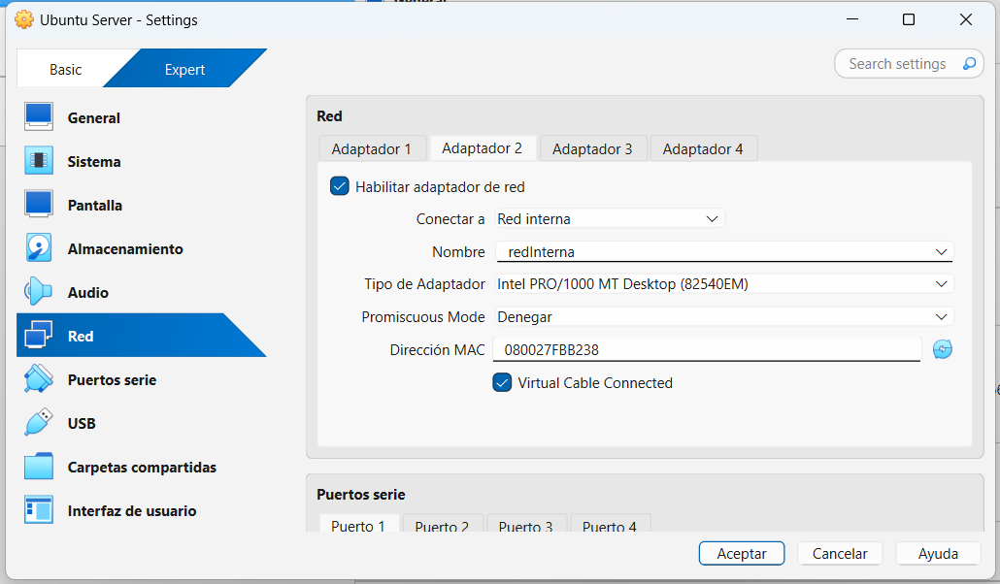 General
Ubuntu Server - Settings
Basic
Expert
Search settings
General
Sistema
Pantalla
Almacenamiento
Audio
Red
Puertos serie
USB
Carpetas compartidas
Interfaz de usuario
Red
Adaptador 1
Adaptador 2
Adaptador 3
Adaptador 4
Habilitar adaptador de red
Conectar a Red interna
Nombre redInterna
Tipo de Adaptador Intel PRO/1000 MT Desktop (82540EM)
Promiscuous Mode Denegar
Dirección MAC 080027FBB238
Virtual Cable Connected
Puertos serie
Puerto 1
Puerto 2
Puerto 3
Puerto 4
Aceptar
Cancelar
Ayuda